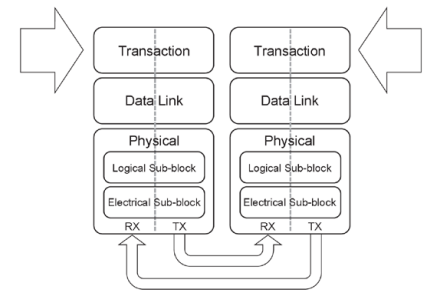 Transaction
Transaction
Data Link
Data Link
Physical
Physical
Logical Sub-block
Logical Sub-block
Electrical Sub-block
Electrical Sub-block
RX TX
RX TX